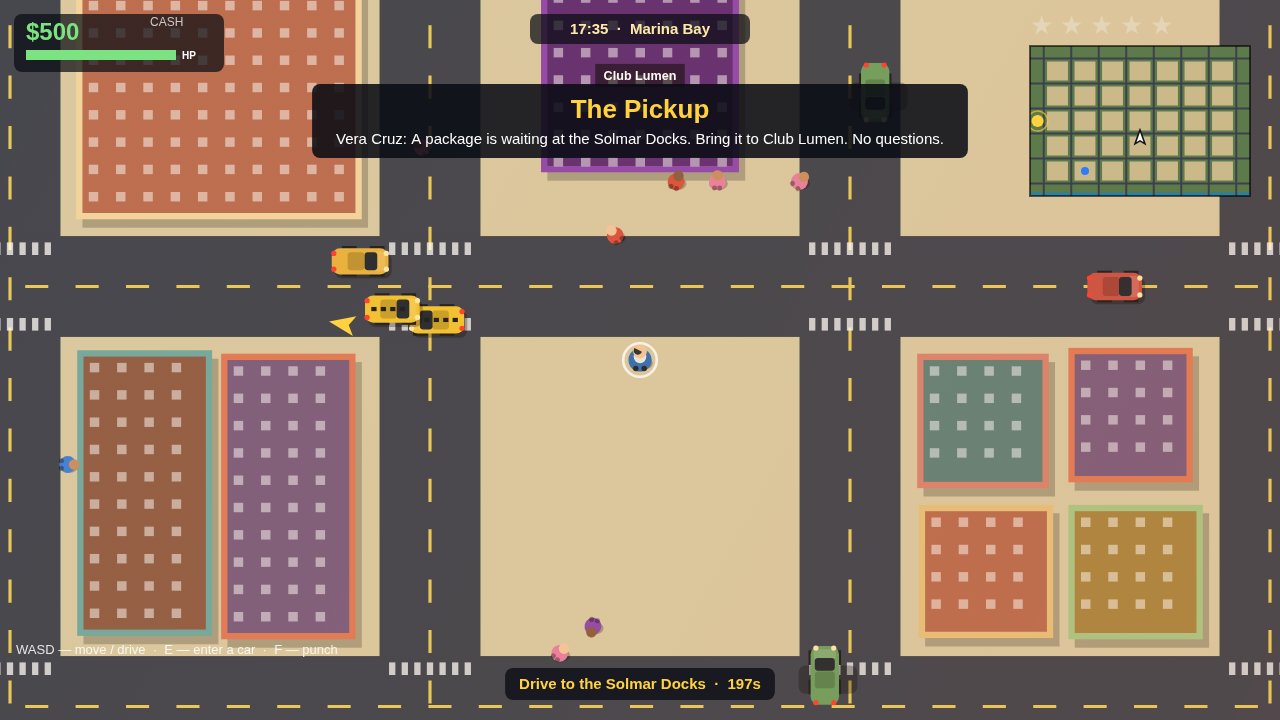 $500 CASH
HP
17:35 · Marina Bay
Club Lumen
The Pickup
Vera Cruz: A package is waiting at the Solmar Docks. Bring it to Club Lumen. No questions.
WASD — move / drive · E — enter a car · F — punch
Drive to the Solmar Docks · 197s